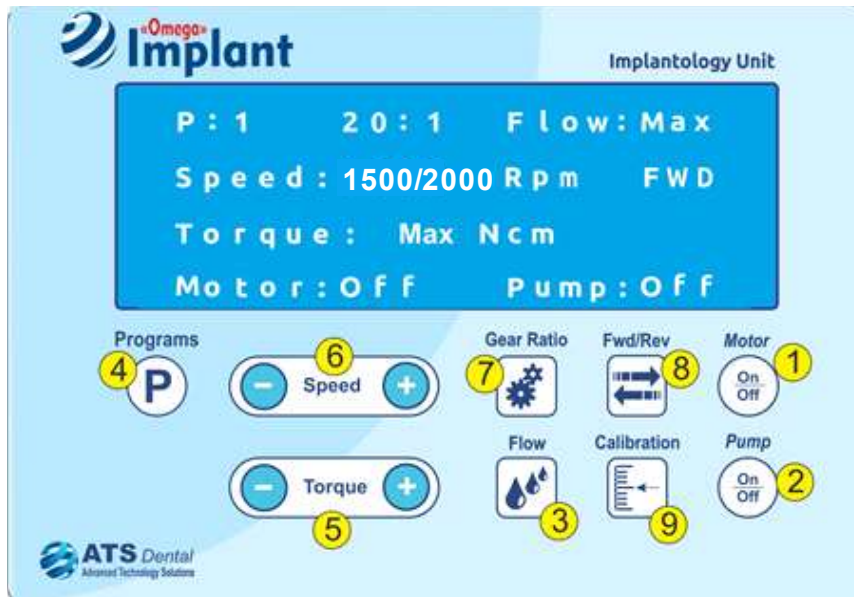 «Omega»
Implant
Implantology Unit
P:1 20:1 Flow:Max
Speed: 1500/2000 Rpm FWD
Torque: Max Ncm
Motor:Off Pump:Off
Programs Gear Ratio Fwd/Rev Motor
4 P - 6 Speed + 7 8 On Off 1
Flow Calibration Pump
- Torque + 5 3 9 On Off 2
ATS Dental
Advanced Technology Solutions